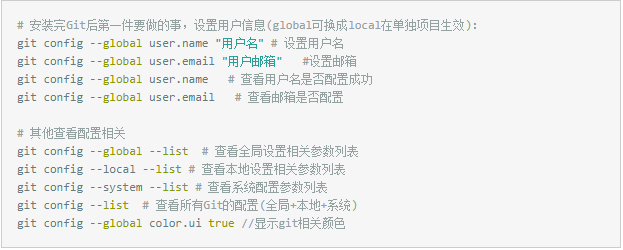 # 安装完Git后第一件要做的事，设置用户信息(global可换成local在单独项目生效):
git config --global user.name "用户名" # 设置用户名
git config --global user.email "用户邮箱"   #设置邮箱
git config --global user.name   # 查看用户名是否配置成功
git config --global user.email   # 查看邮箱是否配置

# 其他查看配置相关
git config --global --list  # 查看全局设置相关参数列表
git config --local --list # 查看本地设置相关参数列表
git config --system --list # 查看系统配置参数列表
git config --list  # 查看所有Git的配置(全局+本地+系统)
git config --global color.ui true //显示git相关颜色